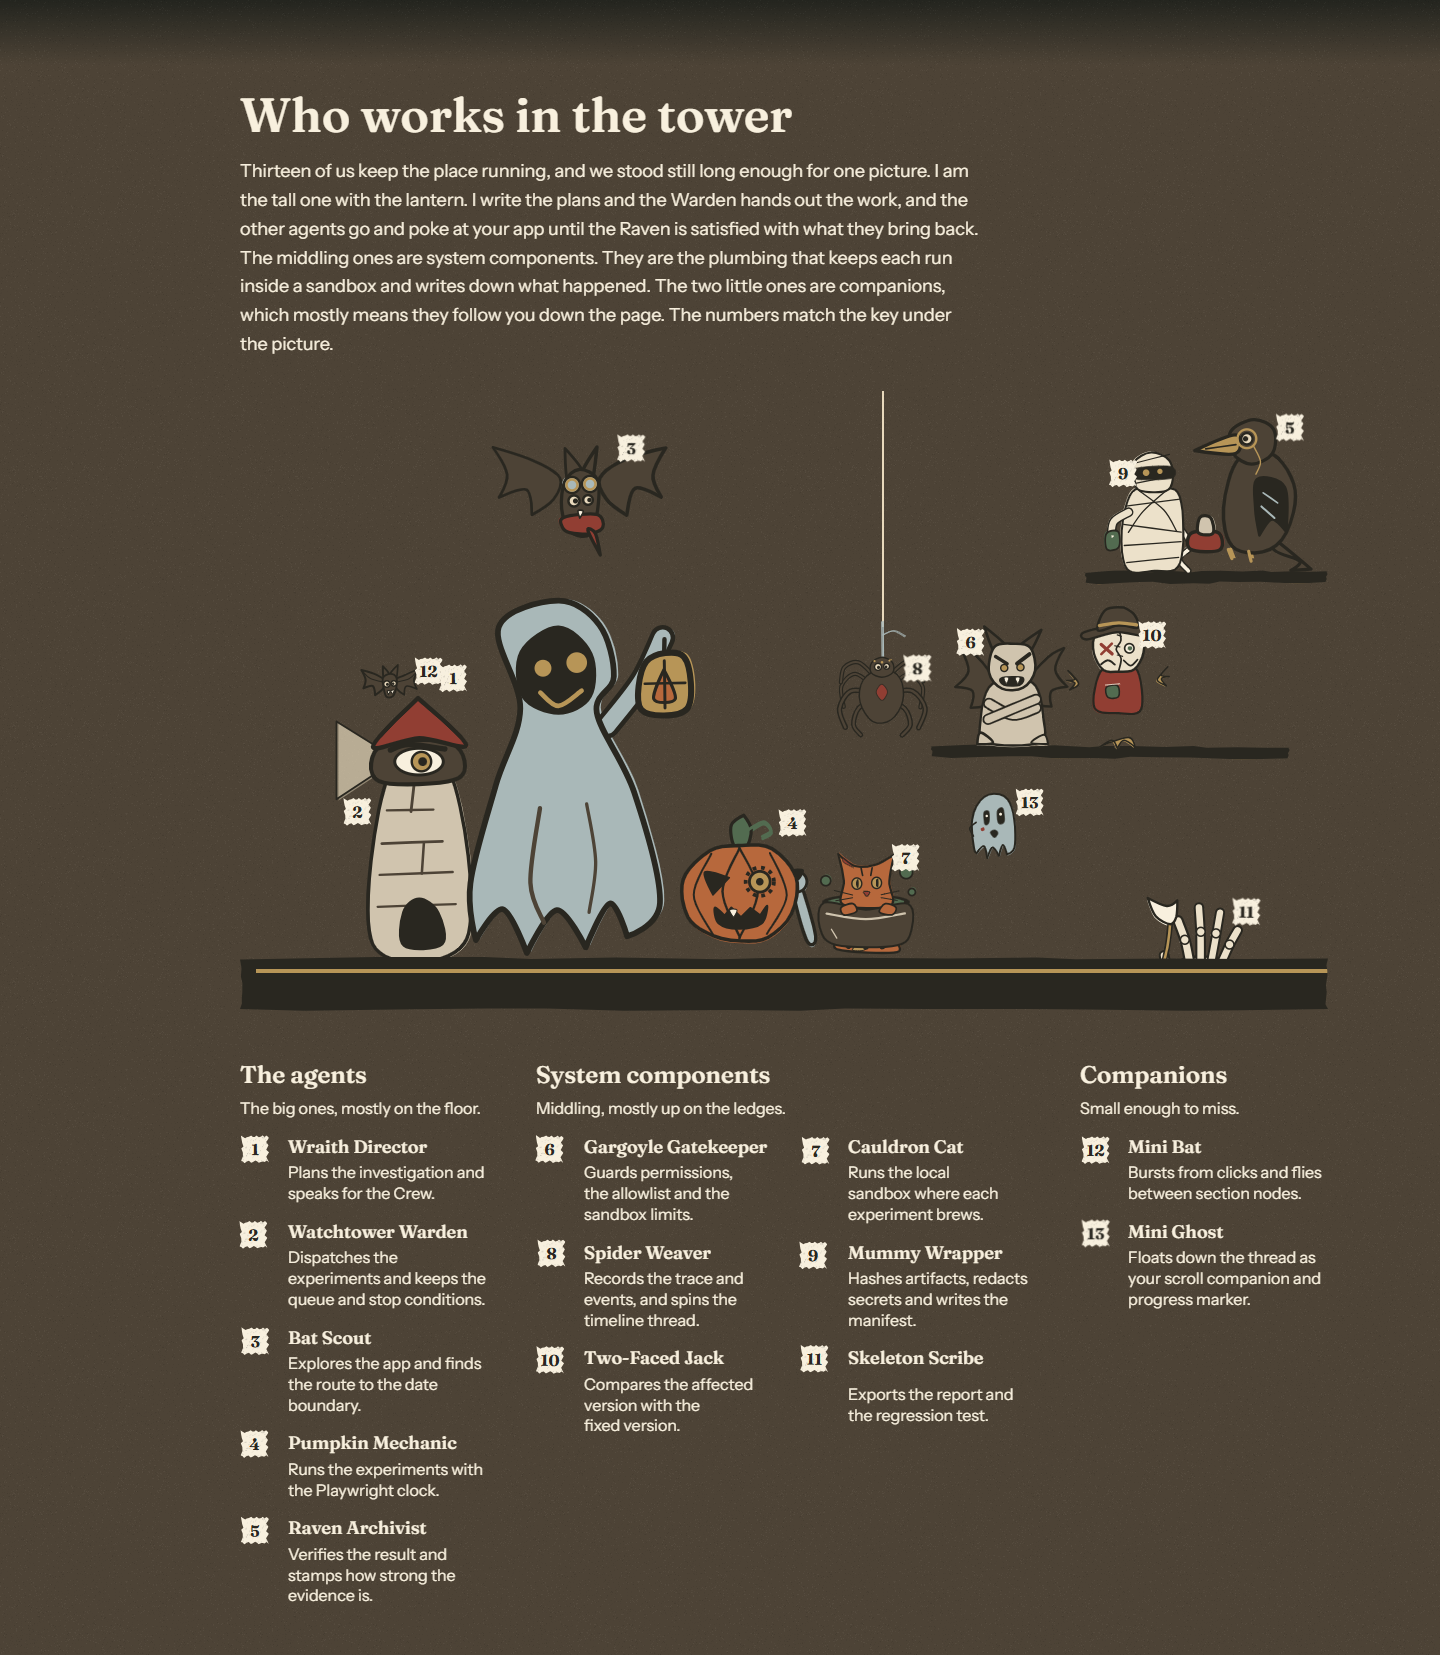 Who works in the tower
Thirteen of us keep the place running, and we stood still long enough for one picture. I am
the tall one with the lantern. I write the plans and the Warden hands out the work, and the
other agents go and poke at your app until the Raven is satisfied with what they bring back.
The middling ones are system components. They are the plumbing that keeps each run
inside a sandbox and writes down what happened. The two little ones are companions,
which mostly means they follow you down the page. The numbers match the key under
the picture.
3
5
9
6
10
8
12
1
2
4
13
7
11
The agents
The big ones, mostly on the floor.
1
Wraith Director
Plans the investigation and
speaks for the Crew.
2
Watchtower Warden
Dispatches the
experiments and keeps the
queue and stop conditions.
3
Bat Scout
Explores the app and finds
the route to the date
boundary.
4
Pumpkin Mechanic
Runs the experiments with
the Playwright clock.
5
Raven Archivist
Verifies the result and
stamps how strong the
evidence is.
System components
Middling, mostly up on the ledges.
6
Gargoyle Gatekeeper
Guards permissions,
the allowlist and the
sandbox limits.
7
Cauldron Cat
Runs the local
sandbox where each
experiment brews.
8
Spider Weaver
Records the trace and
events, and spins the
timeline thread.
9
Mummy Wrapper
Hashes artifacts, redacts
secrets and writes the
manifest.
10
Two-Faced Jack
Compares the affected
version with the
fixed version.
11
Skeleton Scribe
Exports the report and
the regression test.
Companions
Small enough to miss.
12
Mini Bat
Bursts from clicks and flies
between section nodes.
13
Mini Ghost
Floats down the thread as
your scroll companion and
progress marker.